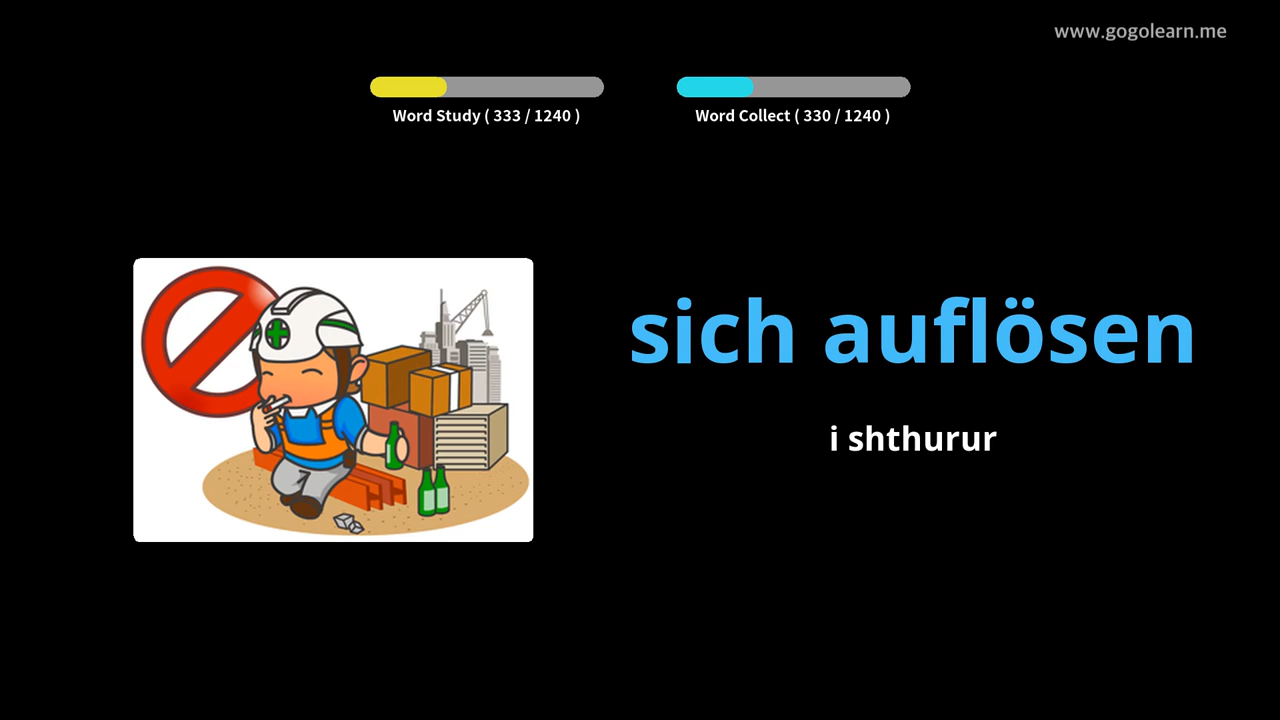 www.gogolearn.me
Word Study ( 333 / 1240 )
Word Collect ( 330 / 1240 )
sich auflösen
i shthurur